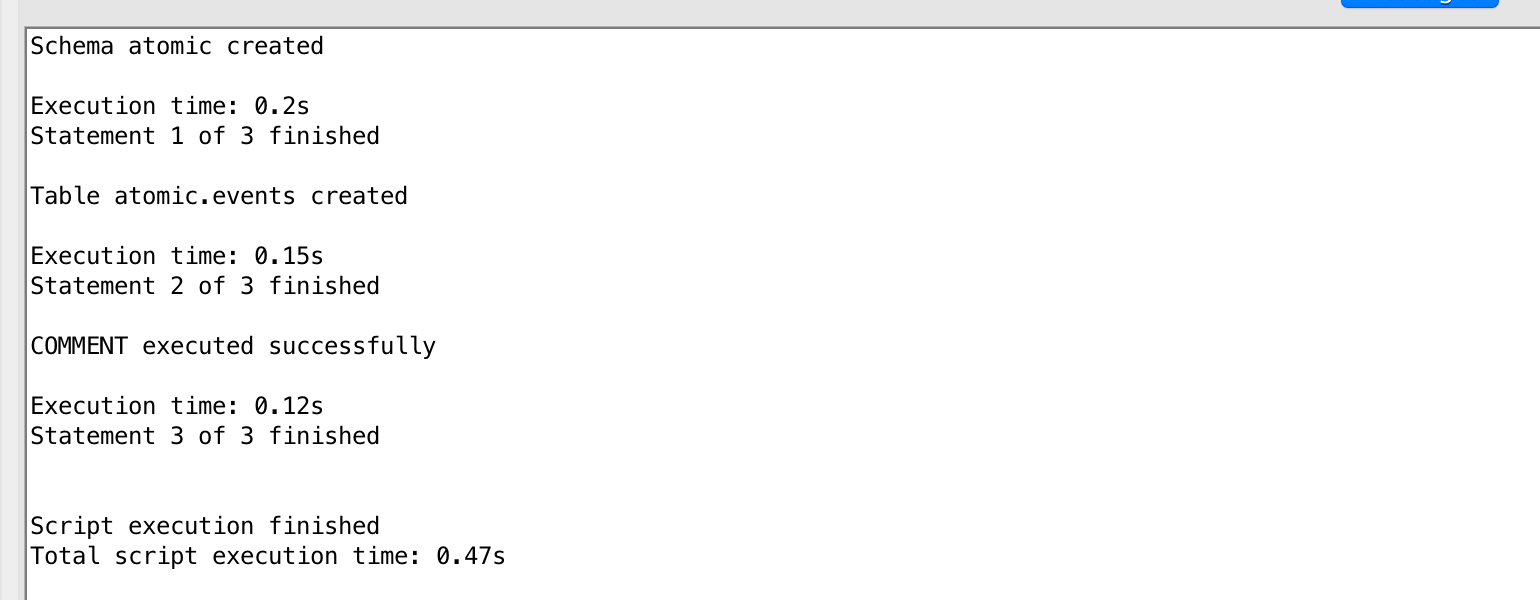 Schema atomic created
Execution time: 0.2s
Statement 1 of 3 finished
Table atomic.events created
Execution time: 0.15s
Statement 2 of 3 finished
COMMENT executed successfully
Execution time: 0.12s
Statement 3 of 3 finished
Script execution finished
Total script execution time: 0.47s